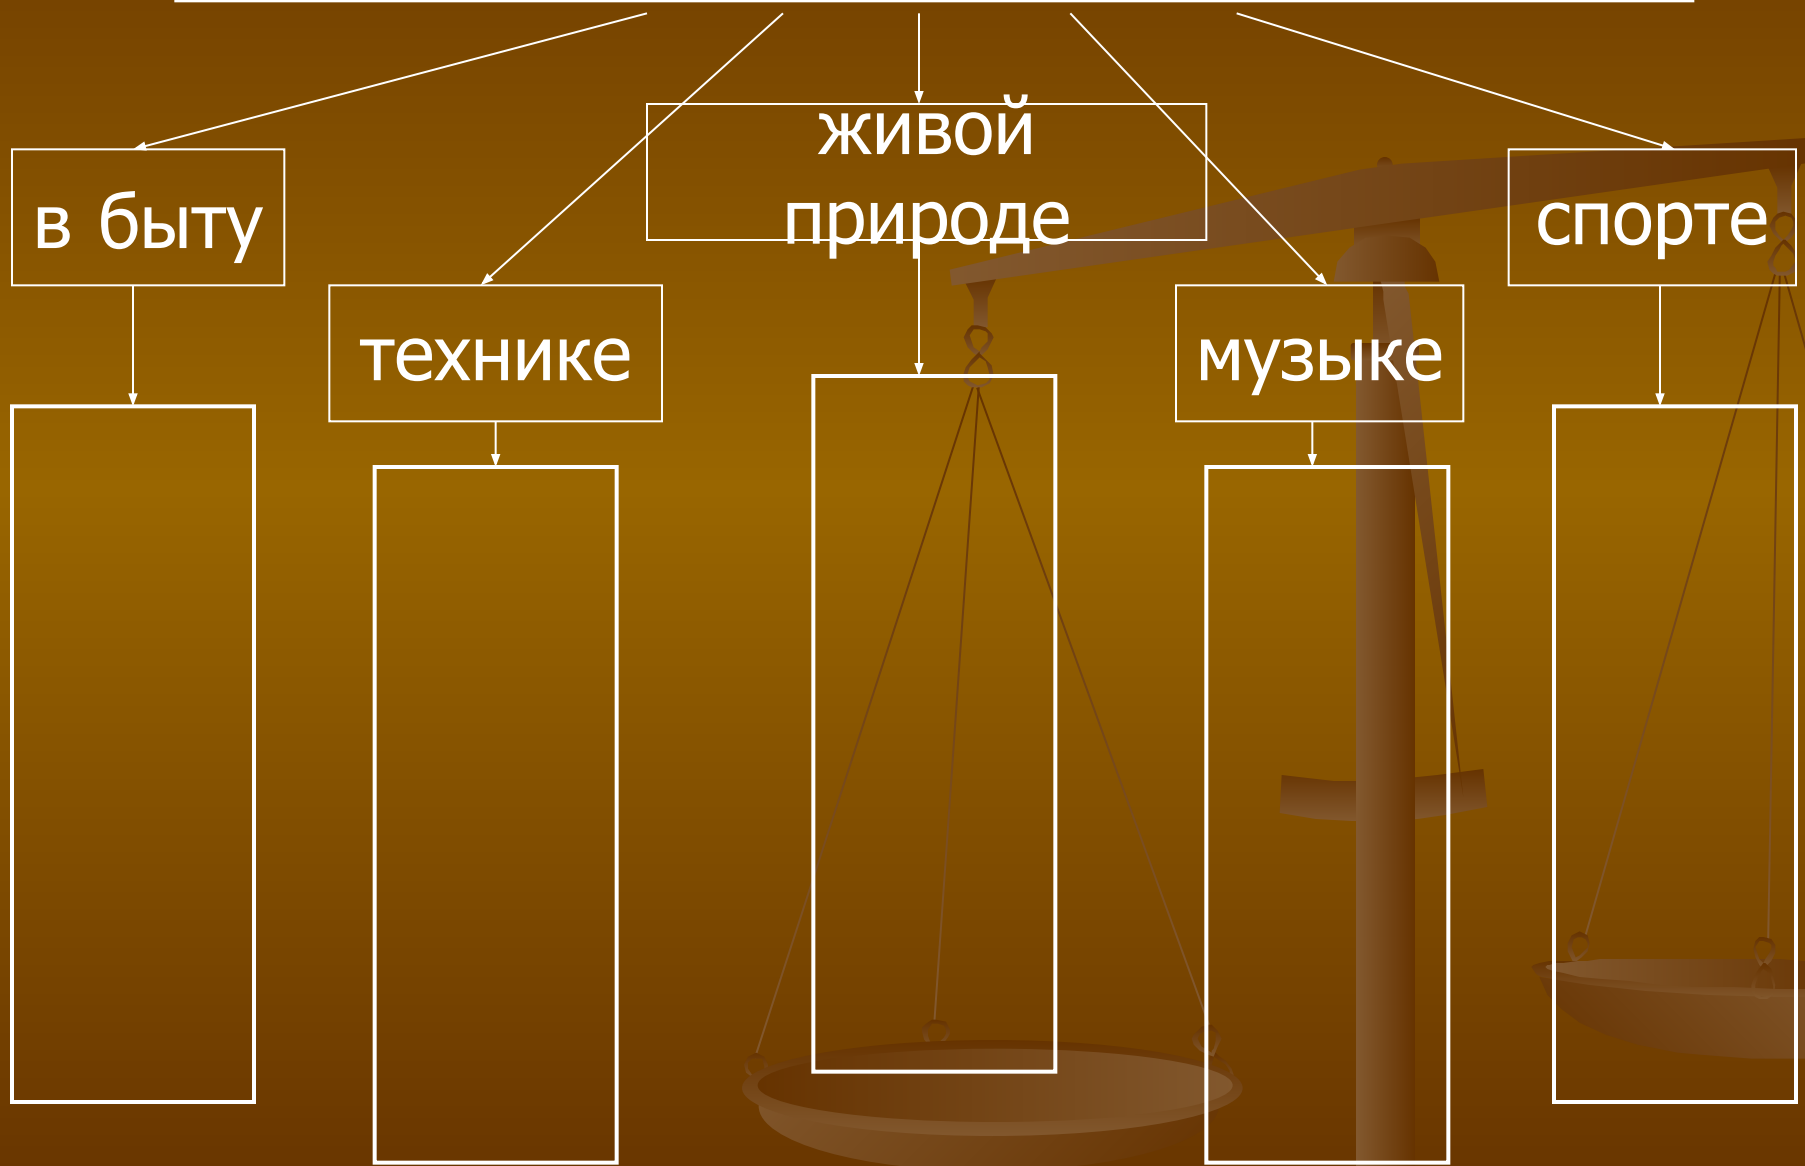 в быту
технике
живой
природе
музыке
спорте